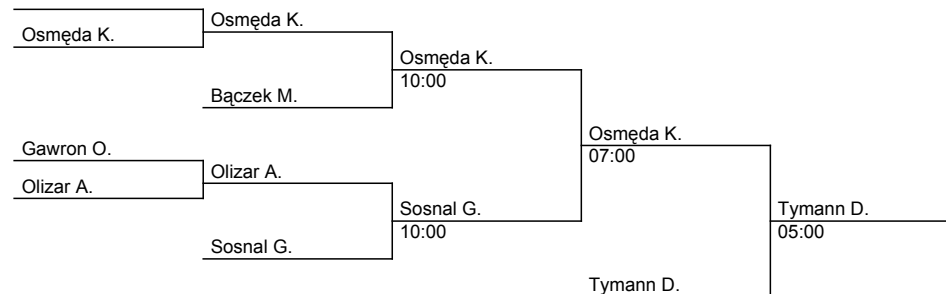 Osmęda K.
Osmęda K.
Osmęda K.
10:00
Bączek M.
Osmęda K.
07:00
Gawron O.
Olizar A.
Olizar A.
Sosnal G.
10:00
Tymann D.
05:00
Sosnal G.
Tymann D.